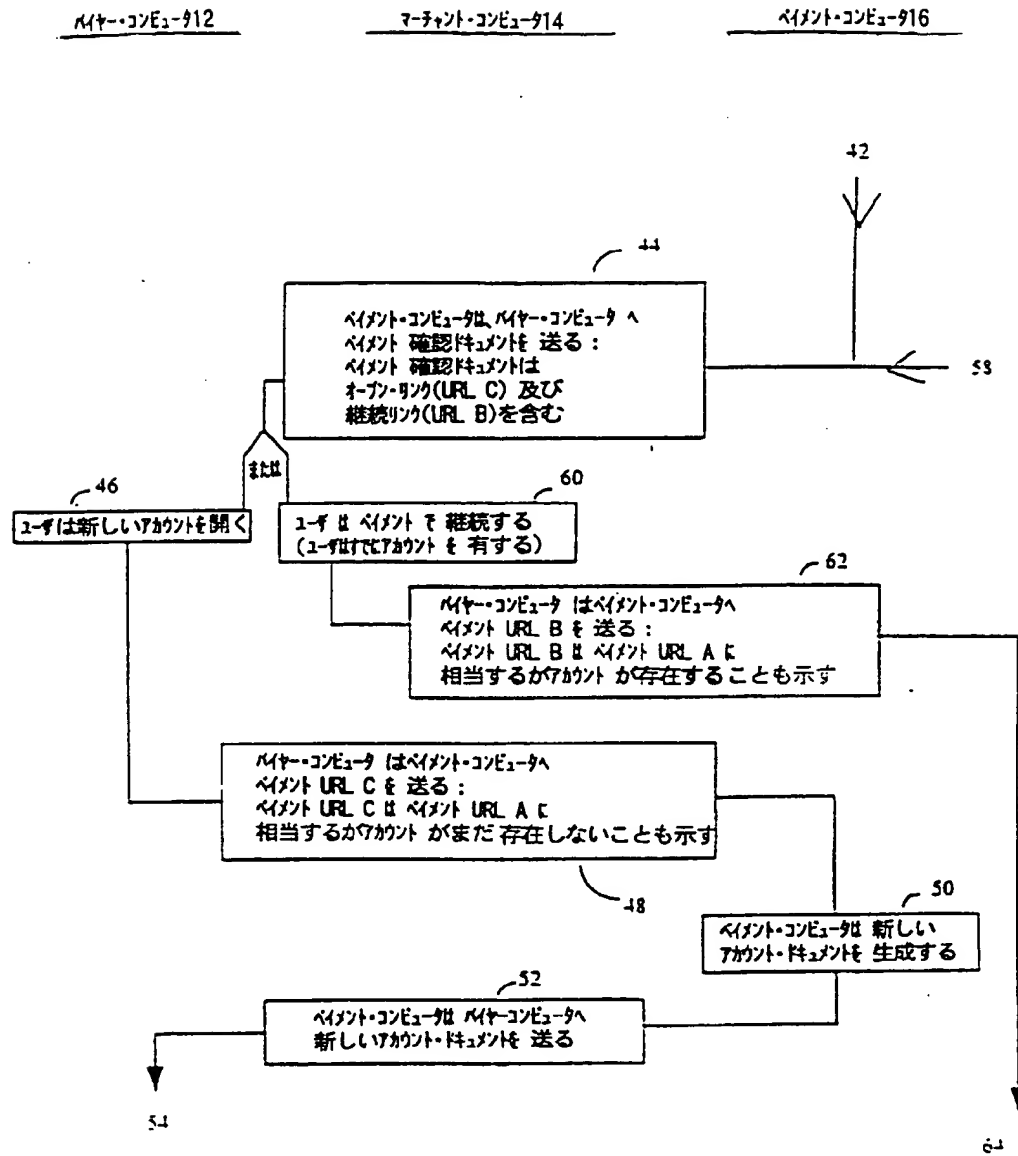 バイヤー・コンピュータ12
マーチャント・コンピュータ14
ペイメント・コンピュータ16
42
44
ペイメント・コンピュータは、バイヤー・コンピュータ へ
ペイメント 確認ドキュメントを 送る：
ペイメント 確認ドキュメントは
オープン・リンク(URL C) 及び
継続リンク(URL B)を含む
58
または
46
ユーザは新しいアカウントを開く
60
ユーザ は ペイメント で 継続する
(ユーザはすでにアカウント を 有する)
62
バイヤー・コンピュータ はペイメント・コンピュータへ
ペイメント URL B を 送る：
ペイメント URL B は ペイメント URL A に
相当するがアカウント が存在することも示す
バイヤー・コンピュータ はペイメント・コンピュータへ
ペイメント URL C を 送る：
ペイメント URL C は ペイメント URL A に
相当するがアカウント がまだ 存在しないことも示す
48
50
ペイメント・コンピュータは 新しい
アカウント・ドキュメントを 生成する
52
ペイメント・コンピュータは バイヤーコンピュータへ
新しいアカウント・ドキュメントを 送る
54
64